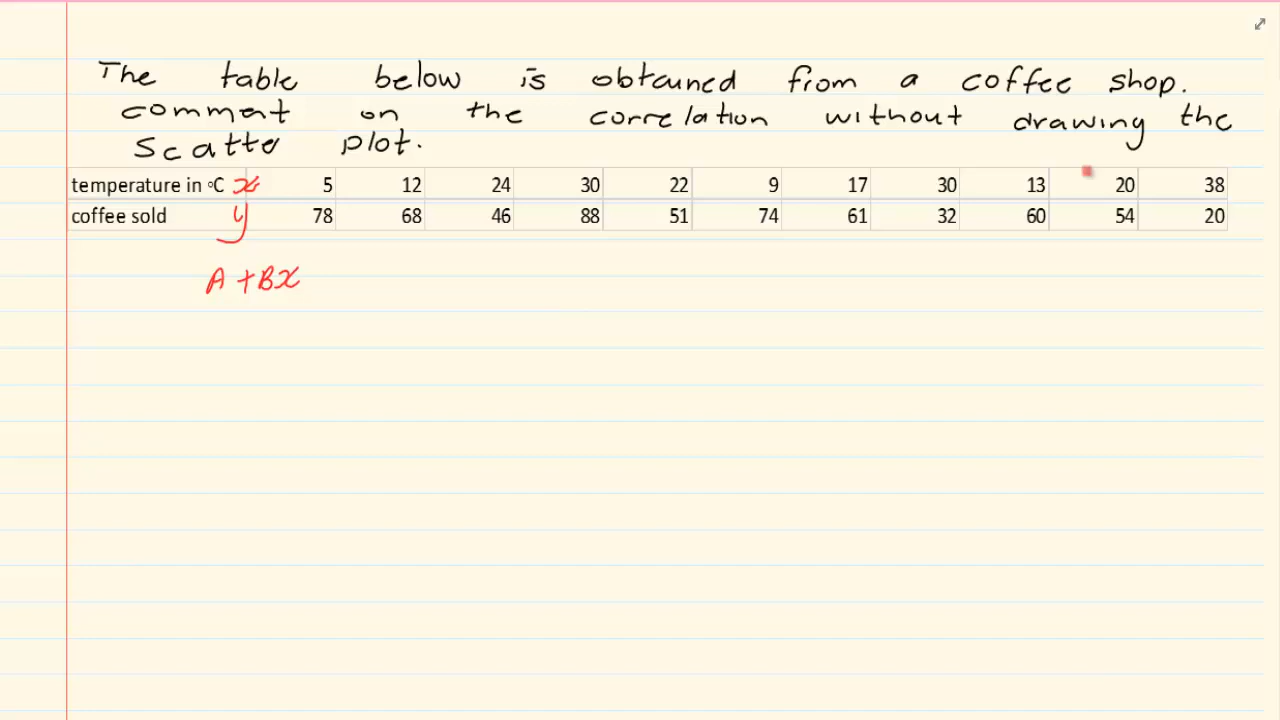 The table below is obtained from a coffee shop.
comment on the correlation without drawing the
Scatter plot.
temperature in °C x 5 12 24 30 22 9 17 30 13 20 38
coffee sold y 78 68 46 88 51 74 61 32 60 54 20
A + Bx